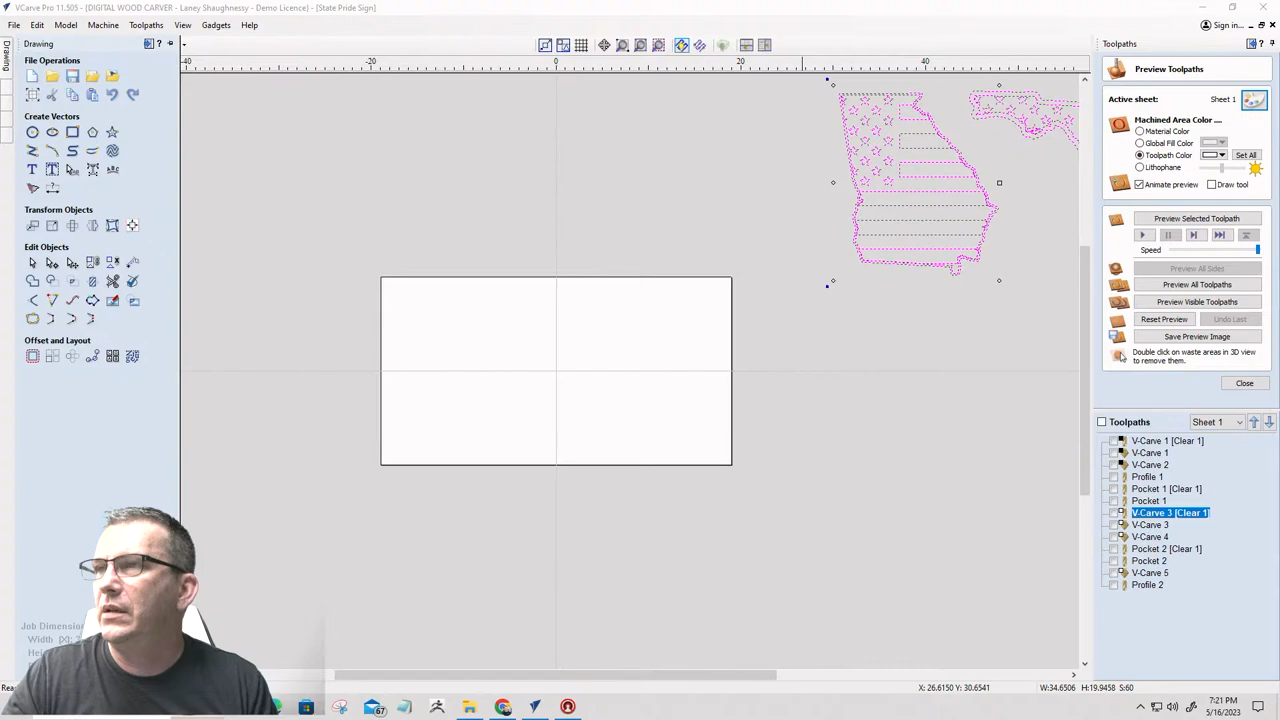 VCarve Pro 11.505 - {DIGITAL WOOD CARVER - Laney Shaughnessy - Demo Licence} - [State Pride Sign]
File Edit Model Machine Toolpaths View Gadgets Help
Sign in...
Drawing
Drawing
File Operations
Create Vectors
Transform Objects
Edit Objects
Offset and Layout
Job Dimensions
Width
-20
0
20
40
Toolpaths
Preview Toolpaths
Active sheet: Sheet 1
Machined Area Color ....
Material Color
Global Fill Color
Toolpath Color Set All
Lithophane
Animate preview Draw tool
Preview Selected Toolpath
Speed
Preview All Sides
Preview All Toolpaths
Preview Visible Toolpaths
Reset Preview Undo Last
Save Preview Image
Double click on waste areas in 3D view
to remove them.
Close
Toolpaths Sheet 1
V-Carve 1 [Clear 1]
V-Carve 1
V-Carve 2
Profile 1
Pocket 1 [Clear 1]
Pocket 1
V-Carve 3 [Clear 1]
V-Carve 3
V-Carve 4
Pocket 2 [Clear 1]
Pocket 2
V-Carve 5
Profile 2
X: 26.6150 Y: 30.6541 W:34.6506 H:19.9458 S:60
67
7:21 PM
5/16/2023